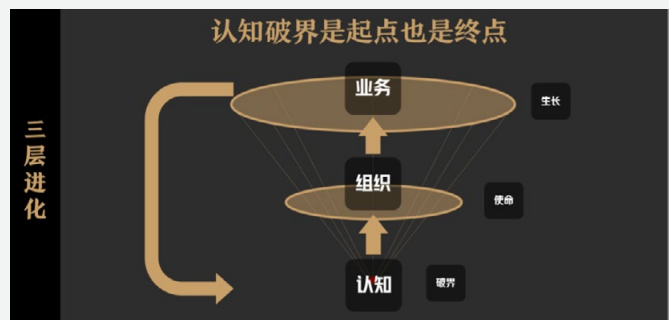 认知破界是起点也是终点
三层进化
业务
生长
组织
使命
认知
破界